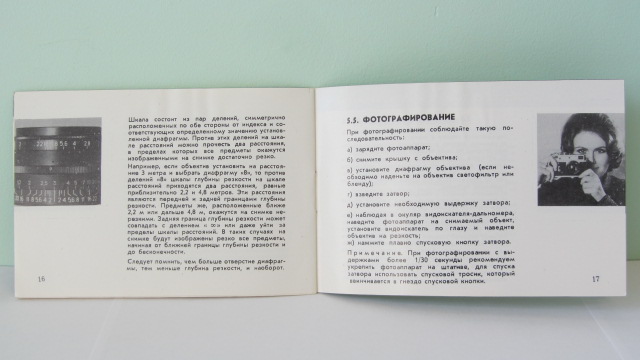 Шкала состоит из пар делений, симметрично
расположенных по обе стороны от индекса и со-
ответствующих определенному значению установ-
ленной диафрагмы. Против этих делений на шка-
ле расстояний можно прочесть два расстояния,
в пределах которых все предметы окажутся
изображенными на снимке достаточно резко.
Например, если объектив установить на расстоя-
ние 3 метра и выбрать диафрагму «8», то против
делений «8» шкалы глубины резкости на шкале
расстояний приходятся два расстояния, равные
приблизительно 2,2 и 4,8 метров. Эти расстояния
являются передней и задней границами глубины
резкости. Предметы же, расположенные ближе
2,2 м или дальше 4,8 м, окажутся на снимке не-
резкими. Задняя граница глубины резкости может
совпадать с делением «∞» или даже уйти за
пределы шкалы расстояний. В таких случаях на
снимке будут изображены резко все предметы,
начиная от ближней границы глубины резкости и
до бесконечности.
Следует помнить, чем больше отверстие диафраг-
мы, тем меньше глубина резкости, и наоборот.
16
5.5. ФОТОГРАФИРОВАНИЕ
При фотографировании соблюдайте такую по-
следовательность:
а) зарядите фотоаппарат;
б) снимите крышку с объектива;
в) установите диафрагму объектива (если не-
обходимо наденьте на объектив светофильтр или
бленду);
г) взведите затвор;
д) установите необходимую выдержку затвора;
е) наблюдая в окуляр видоискателя-дальномера,
наведите фотоаппарат на снимаемый объект,
установите видоискатель по глазу и наведите
объектив на резкость;
ж) нажмите плавно спусковую кнопку затвора.
Примечание. При фотографировании с вы-
держками более 1/30 секунды рекомендуем
укрепить фотоаппарат на штативе, для спуска
затвора использовать спусковой тросик, который
ввинчивается в гнездо спусковой кнопки.
17